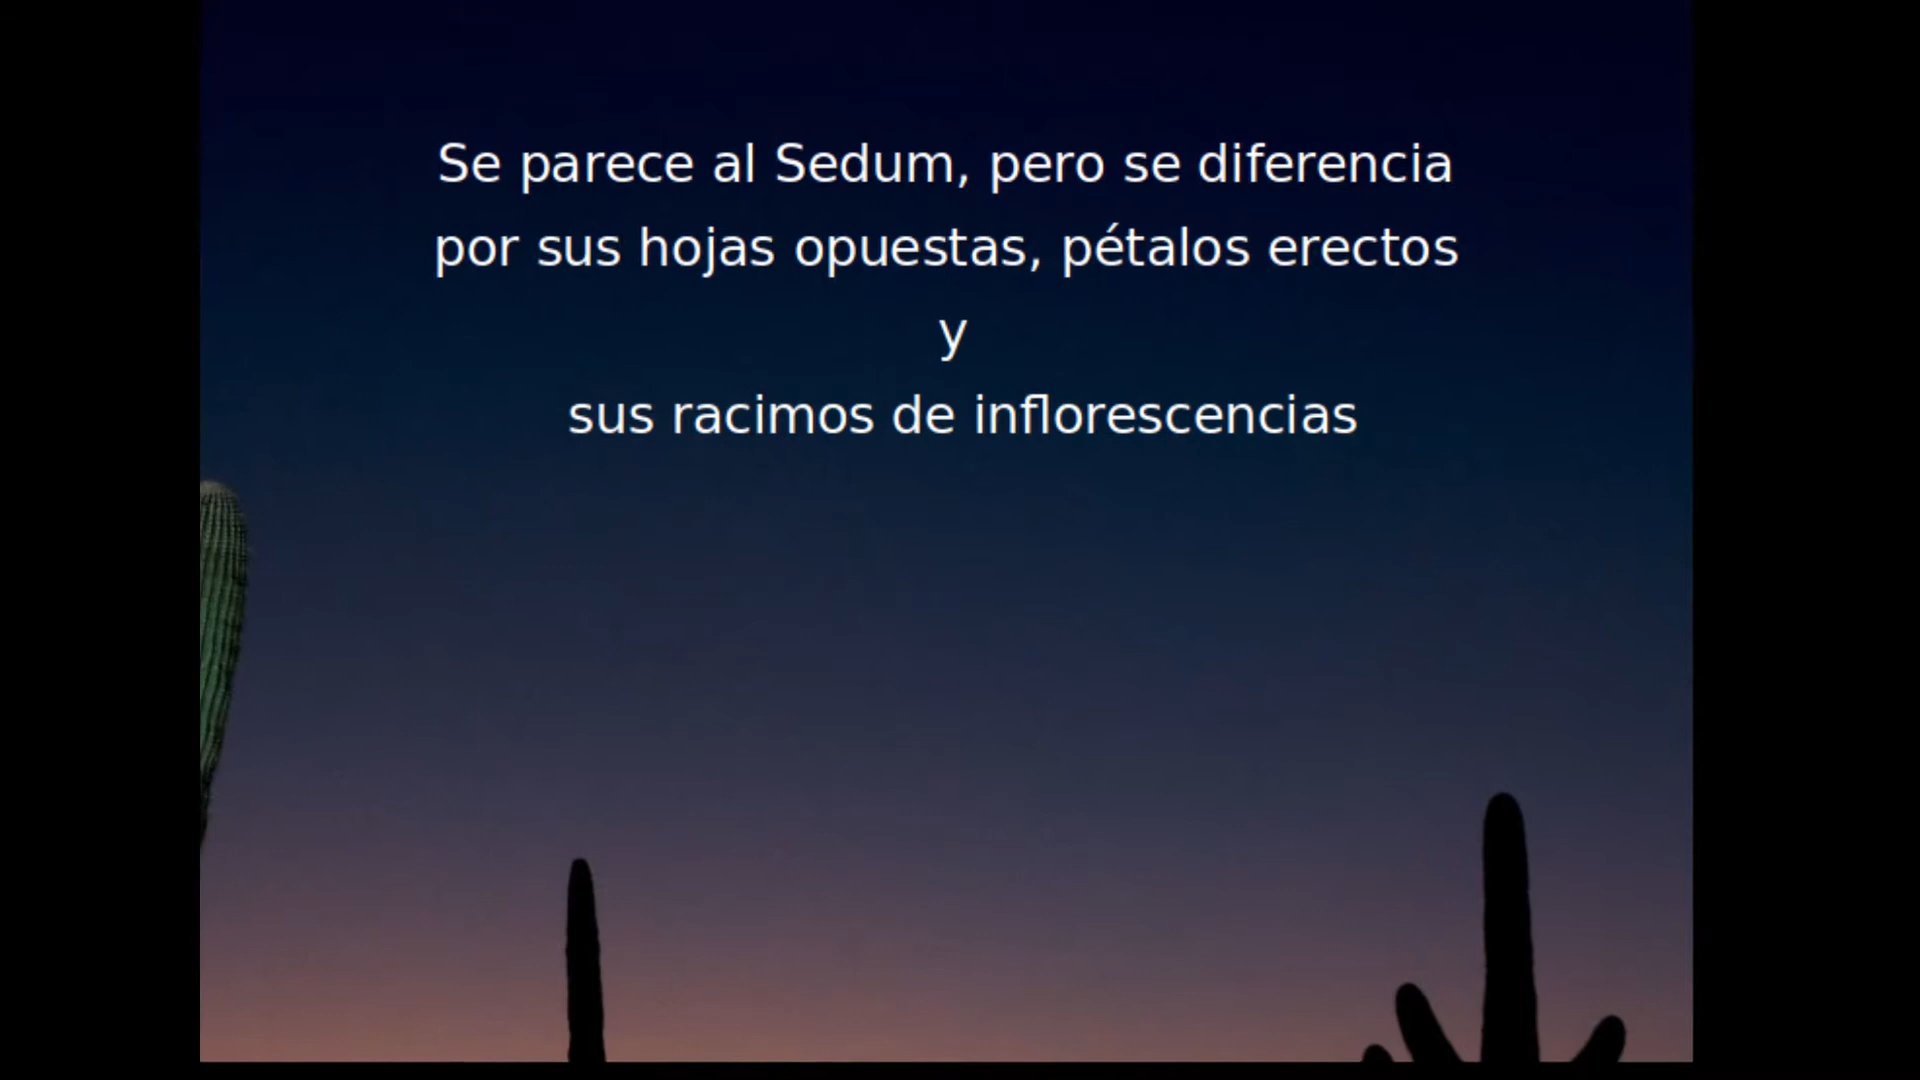 Se parece al Sedum, pero se diferencia
por sus hojas opuestas, pétalos erectos
y
sus racimos de inflorescencias